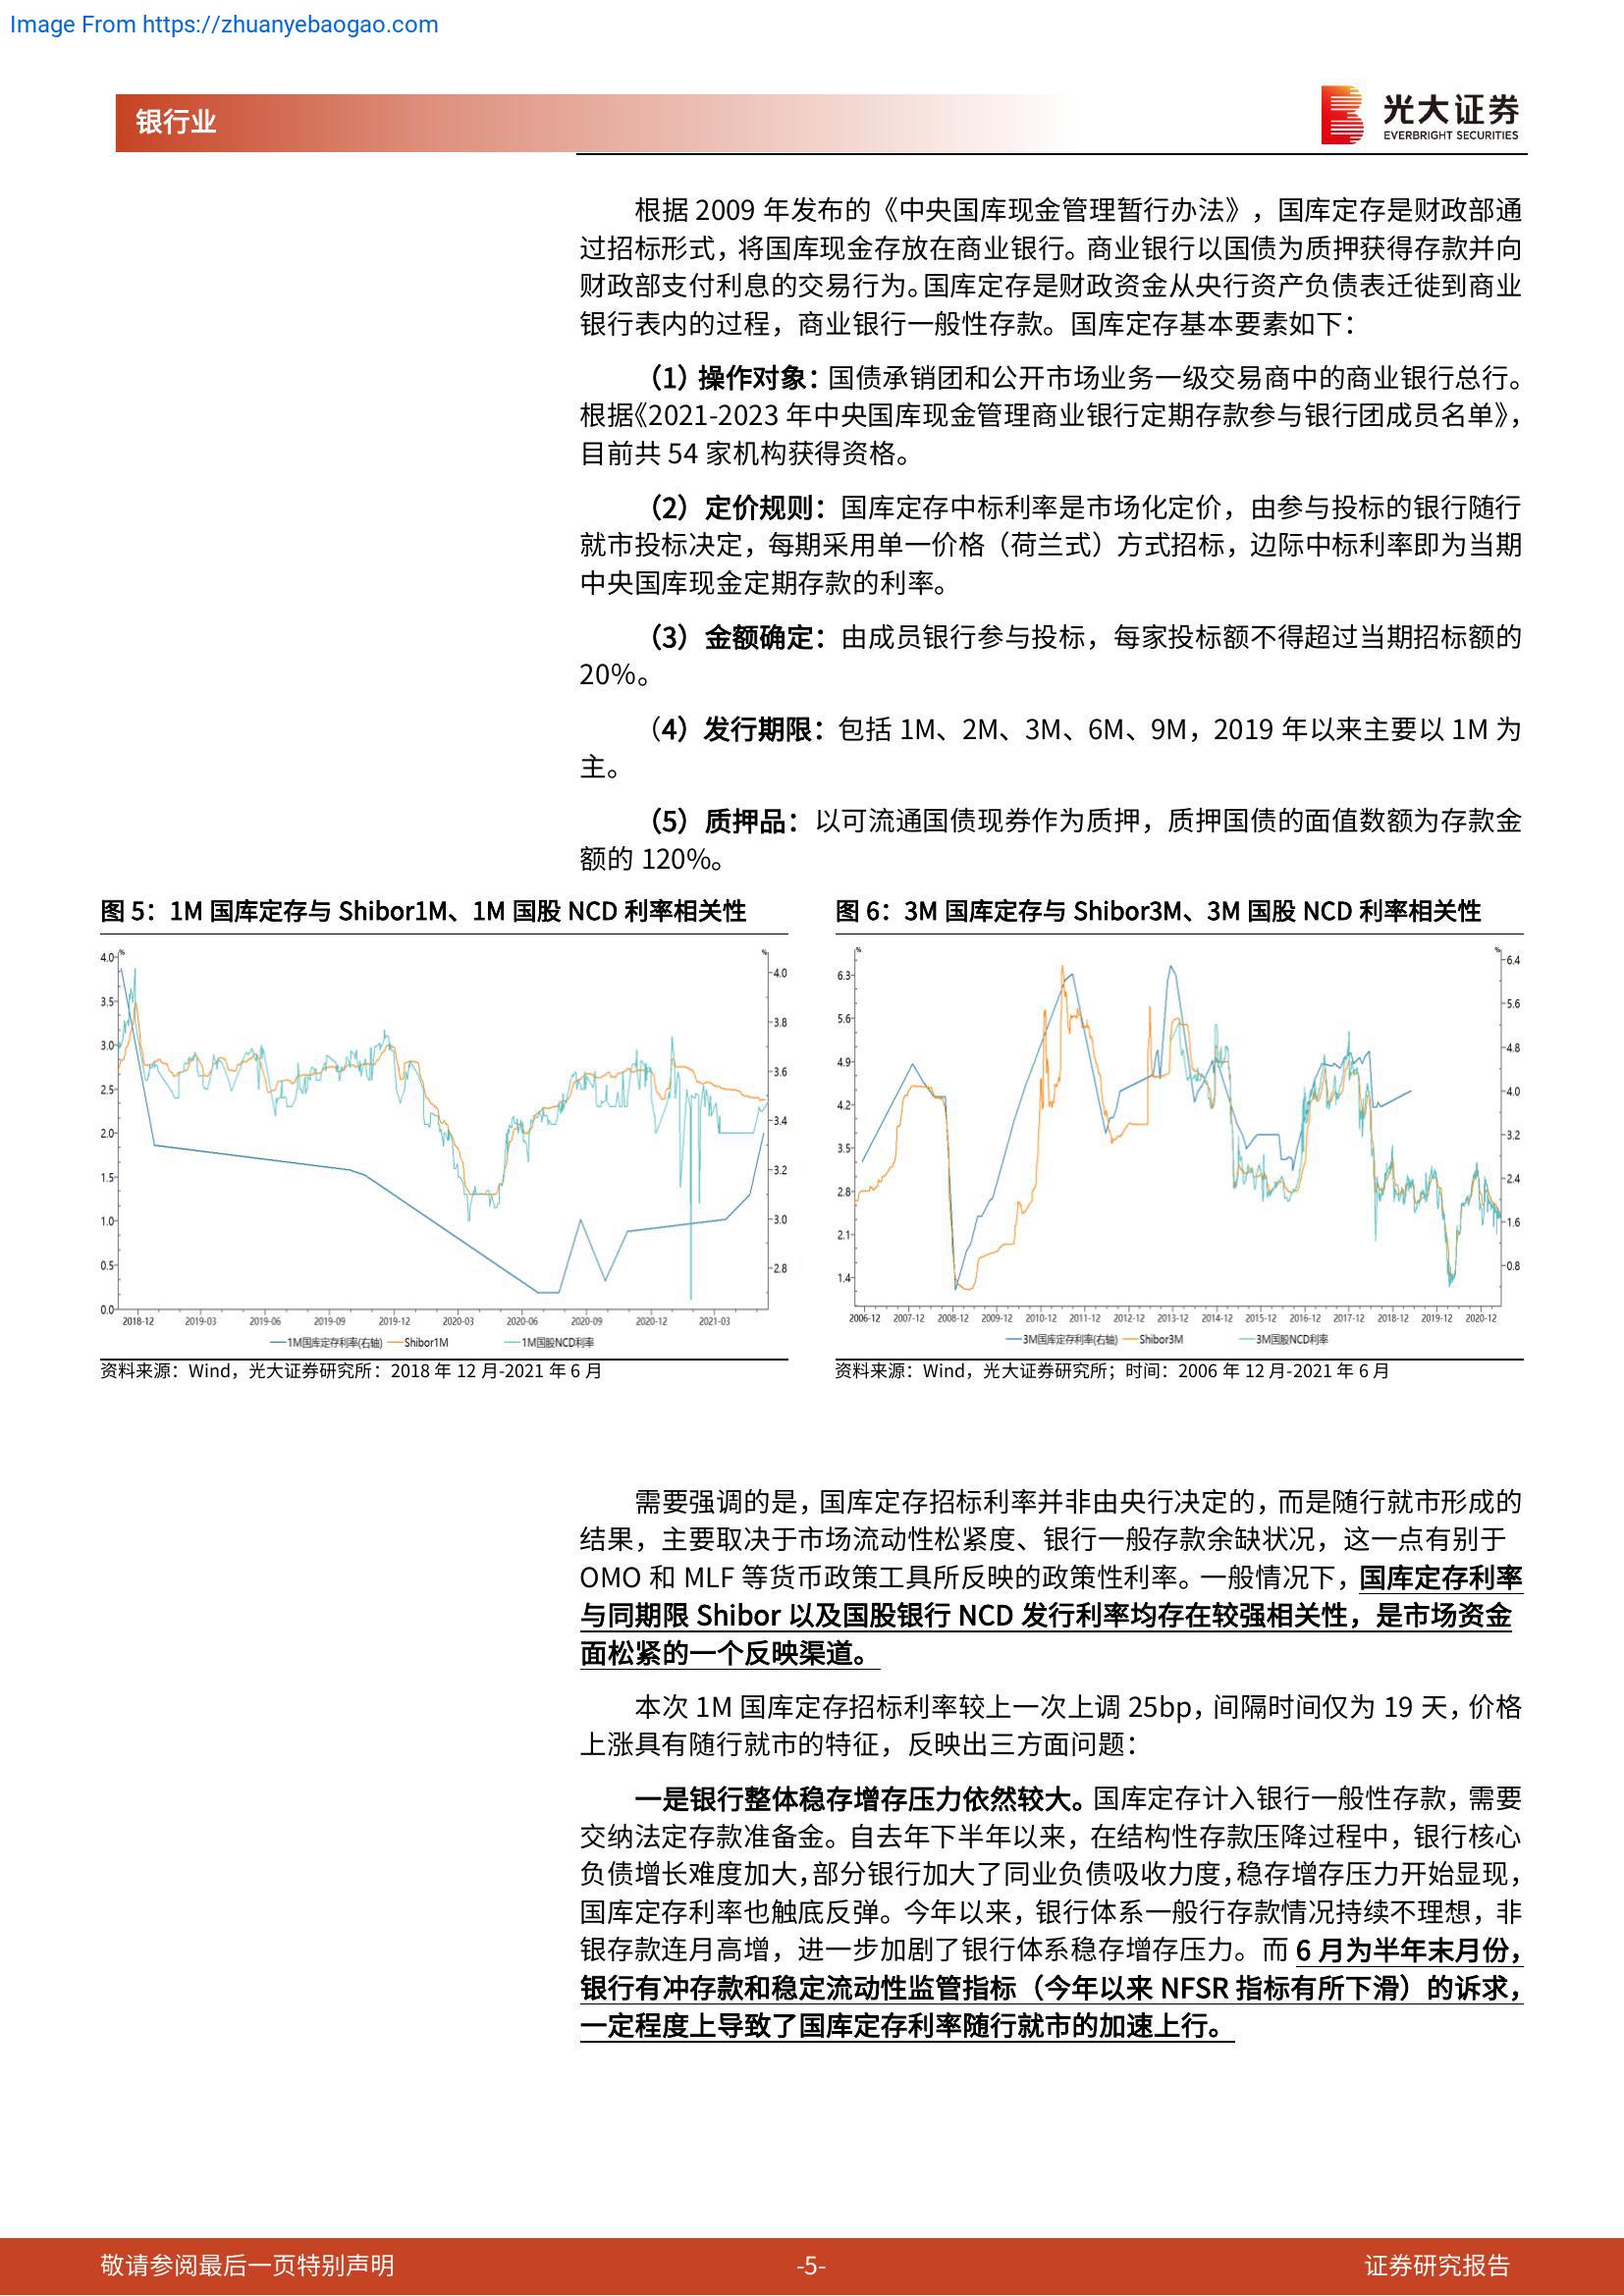 Image From https://zhuanyebaogao.com
银行业
光大证券
EVERBRIGHT SECURITIES
根据 2009 年发布的《中央国库现金管理暂行办法》，国库定存是财政部通
过招标形式，将国库现金存放在商业银行。商业银行以国债为质押获得存款并向
财政部支付利息的交易行为。国库定存是财政资金从央行资产负债表迁徙到商业
银行表内的过程，商业银行一般性存款。国库定存基本要素如下：
（1）操作对象：国债承销团和公开市场业务一级交易商中的商业银行总行。
根据《2021-2023 年中央国库现金管理商业银行定期存款参与银行团成员名单》，
目前共 54 家机构获得资格。
（2）定价规则：国库定存中标利率是市场化定价，由参与投标的银行随行
就市投标决定，每期采用单一价格（荷兰式）方式招标，边际中标利率即为当期
中央国库现金定期存款的利率。
（3）金额确定：由成员银行参与投标，每家投标额不得超过当期招标额的
20%。
（4）发行期限：包括 1M、2M、3M、6M、9M，2019 年以来主要以 1M 为
主。
（5）质押品：以可流通国债现券作为质押，质押国债的面值数额为存款金
额的 120%。
图 5：1M 国库定存与 Shibor1M、1M 国股 NCD 利率相关性
% %
4.0
3.5
3.0
2.5
2.0
1.5
1.0
0.5
0.0
4.0
3.8
3.6
3.4
3.2
3.0
2.8
2018-12 2019-03 2019-06 2019-09 2019-12 2020-03 2020-06 2020-09 2020-12 2021-03
1M国库定存利率(右轴) Shibor1M 1M国股NCD利率
资料来源：Wind，光大证券研究所：2018 年 12 月-2021 年 6 月
图 6：3M 国库定存与 Shibor3M、3M 国股 NCD 利率相关性
% %
6.3
5.6
4.9
4.2
3.5
2.8
2.1
1.4
6.4
5.6
4.8
4.0
3.2
2.4
1.6
0.8
2006-12 2007-12 2008-12 2009-12 2010-12 2011-12 2012-12 2013-12 2014-12 2015-12 2016-12 2017-12 2018-12 2019-12 2020-12
3M国库定存利率(右轴) Shibor3M 3M国股NCD利率
资料来源：Wind，光大证券研究所；时间：2006 年 12 月-2021 年 6 月
需要强调的是，国库定存招标利率并非由央行决定的，而是随行就市形成的
结果，主要取决于市场流动性松紧度、银行一般存款余缺状况，这一点有别于
OMO 和 MLF 等货币政策工具所反映的政策性利率。一般情况下，国库定存利率
与同期限 Shibor 以及国股银行 NCD 发行利率均存在较强相关性，是市场资金
面松紧的一个反映渠道。
本次 1M 国库定存招标利率较上一次上调 25bp，间隔时间仅为 19 天，价格
上涨具有随行就市的特征，反映出三方面问题：
一是银行整体稳存增存压力依然较大。国库定存计入银行一般性存款，需要
交纳法定存款准备金。自去年下半年以来，在结构性存款压降过程中，银行核心
负债增长难度加大，部分银行加大了同业负债吸收力度，稳存增存压力开始显现，
国库定存利率也触底反弹。今年以来，银行体系一般行存款情况持续不理想，非
银存款连月高增，进一步加剧了银行体系稳存增存压力。而 6 月为半年末月份，
银行有冲存款和稳定流动性监管指标（今年以来 NFSR 指标有所下滑）的诉求，
一定程度上导致了国库定存利率随行就市的加速上行。
敬请参阅最后一页特别声明
-5-
证券研究报告